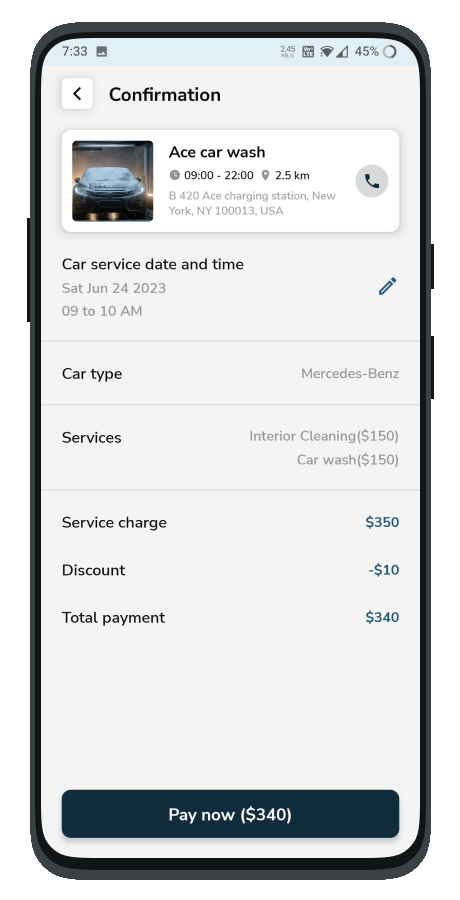 7:33 2.45 KB/S Vo LTE 45%
Confirmation
Ace car wash
09:00 - 22:00 2.5 km
B 420 Ace charging station, New
York, NY 100013, USA
Car service date and time
Sat Jun 24 2023
09 to 10 AM
Car type Mercedes-Benz
Services Interior Cleaning($150)
Car wash($150)
Service charge $350
Discount -$10
Total payment $340
Pay now ($340)